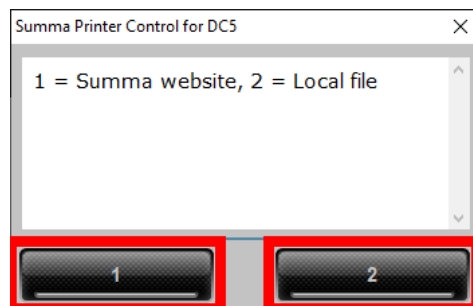 Summa Printer Control for DC5
1 = Summa website, 2 = Local file
1
2